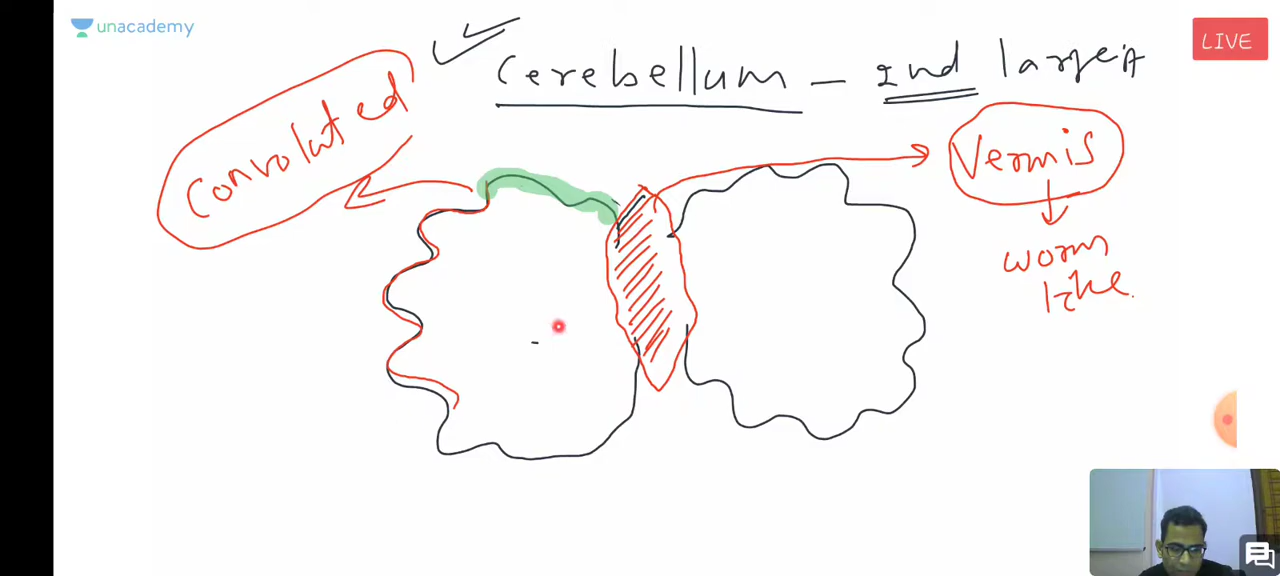 unacademy
LIVE
Cerebellum - 2nd largest
Convoluted
Vermis
worm
like